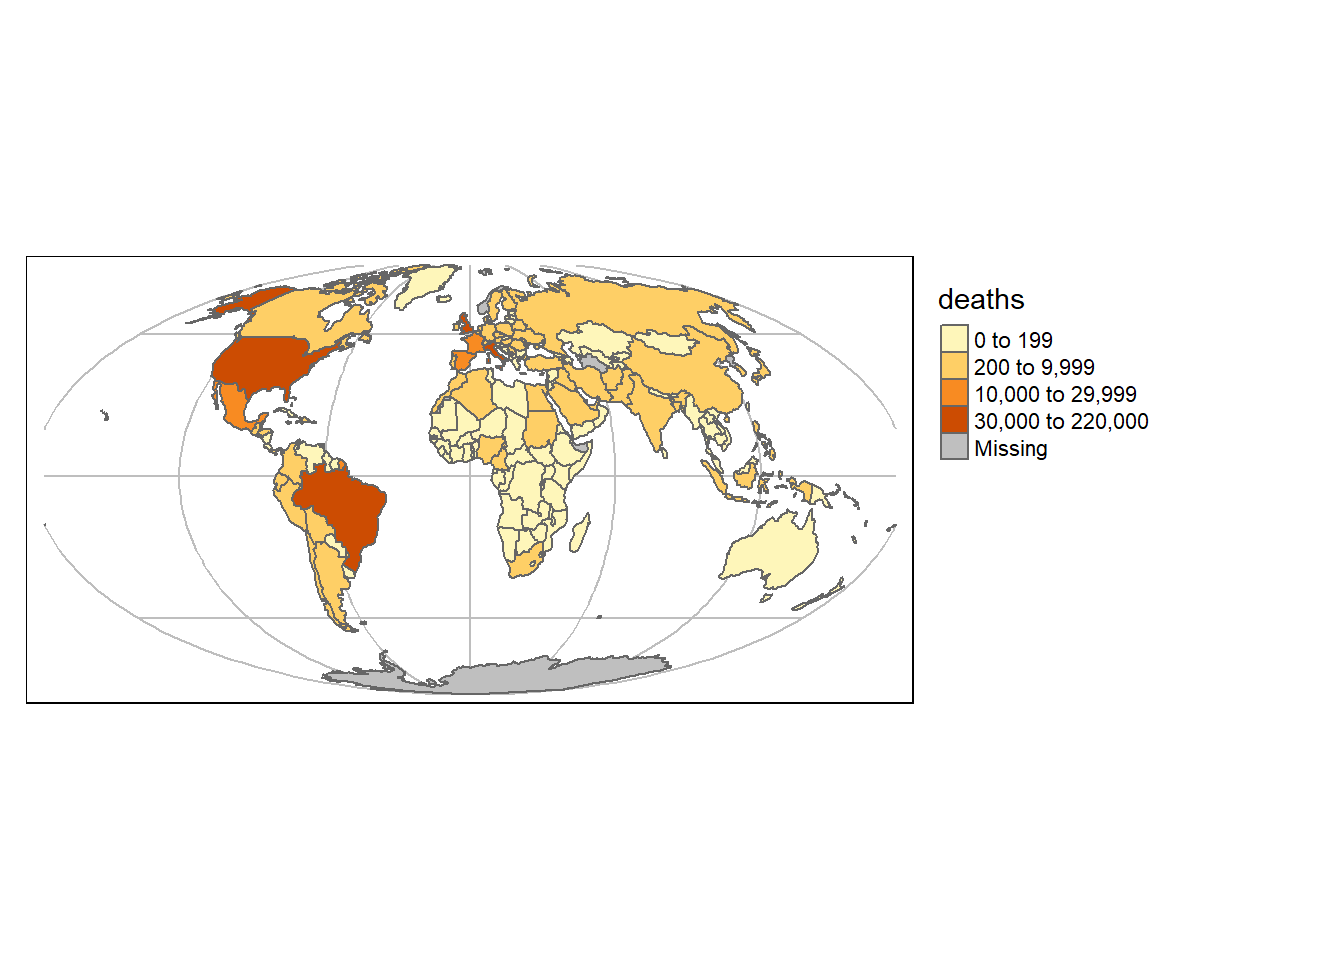 deaths
0 to 199
200 to 9,999
10,000 to 29,999
30,000 to 220,000
Missing